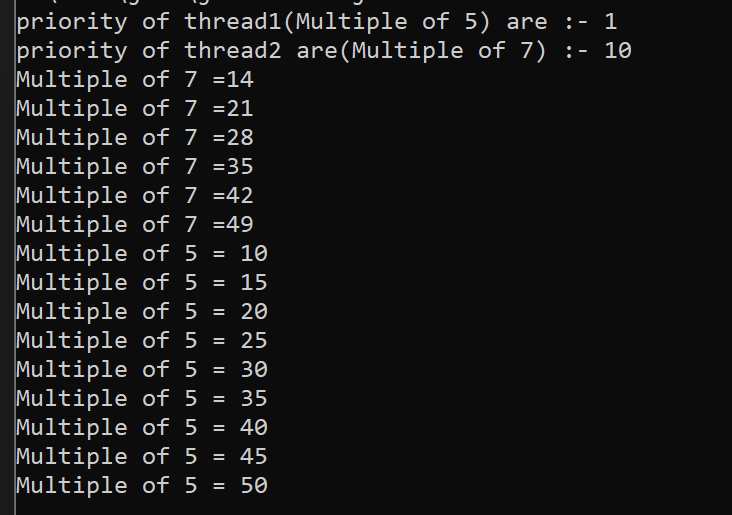 priority of thread1(Multiple of 5) are :- 1
priority of thread2 are(Multiple of 7) :- 10
Multiple of 7 =14
Multiple of 7 =21
Multiple of 7 =28
Multiple of 7 =35
Multiple of 7 =42
Multiple of 7 =49
Multiple of 5 = 10
Multiple of 5 = 15
Multiple of 5 = 20
Multiple of 5 = 25
Multiple of 5 = 30
Multiple of 5 = 35
Multiple of 5 = 40
Multiple of 5 = 45
Multiple of 5 = 50